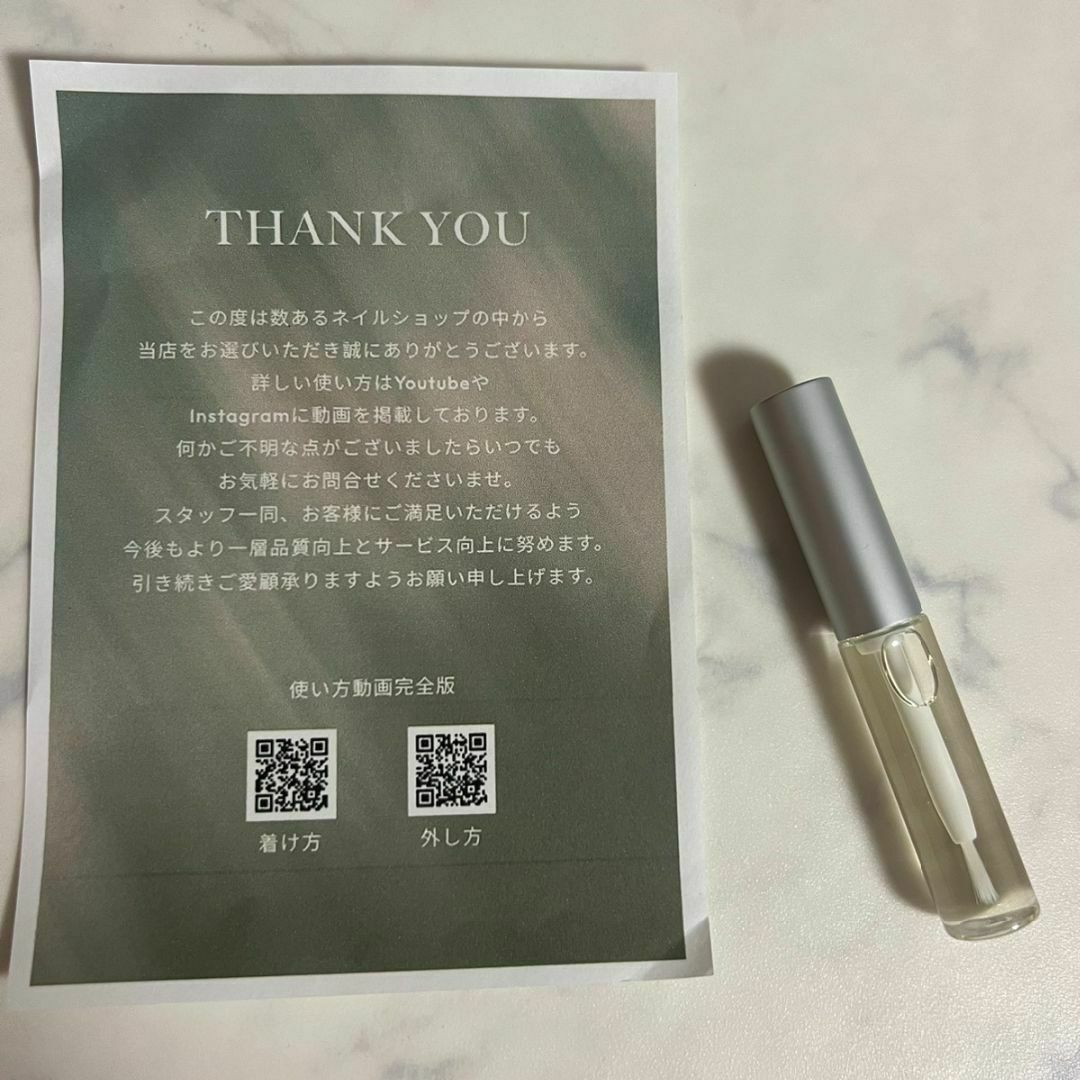 THANK YOU
この度は数あるネイルショップの中から
当店をお選びいただき誠にありがとうございます。
詳しい使い方はYoutubeや
Instagramに動画を掲載しております。
何かご不明な点がございましたらいつでも
お気軽にお問合せくださいませ。
スタッフ一同、お客様にご満足いただけるよう
今後もより一層品質向上とサービス向上に努めます。
引き続きご愛顧承りますようお願い申し上げます。
使い方動画完全版
着け方
外し方